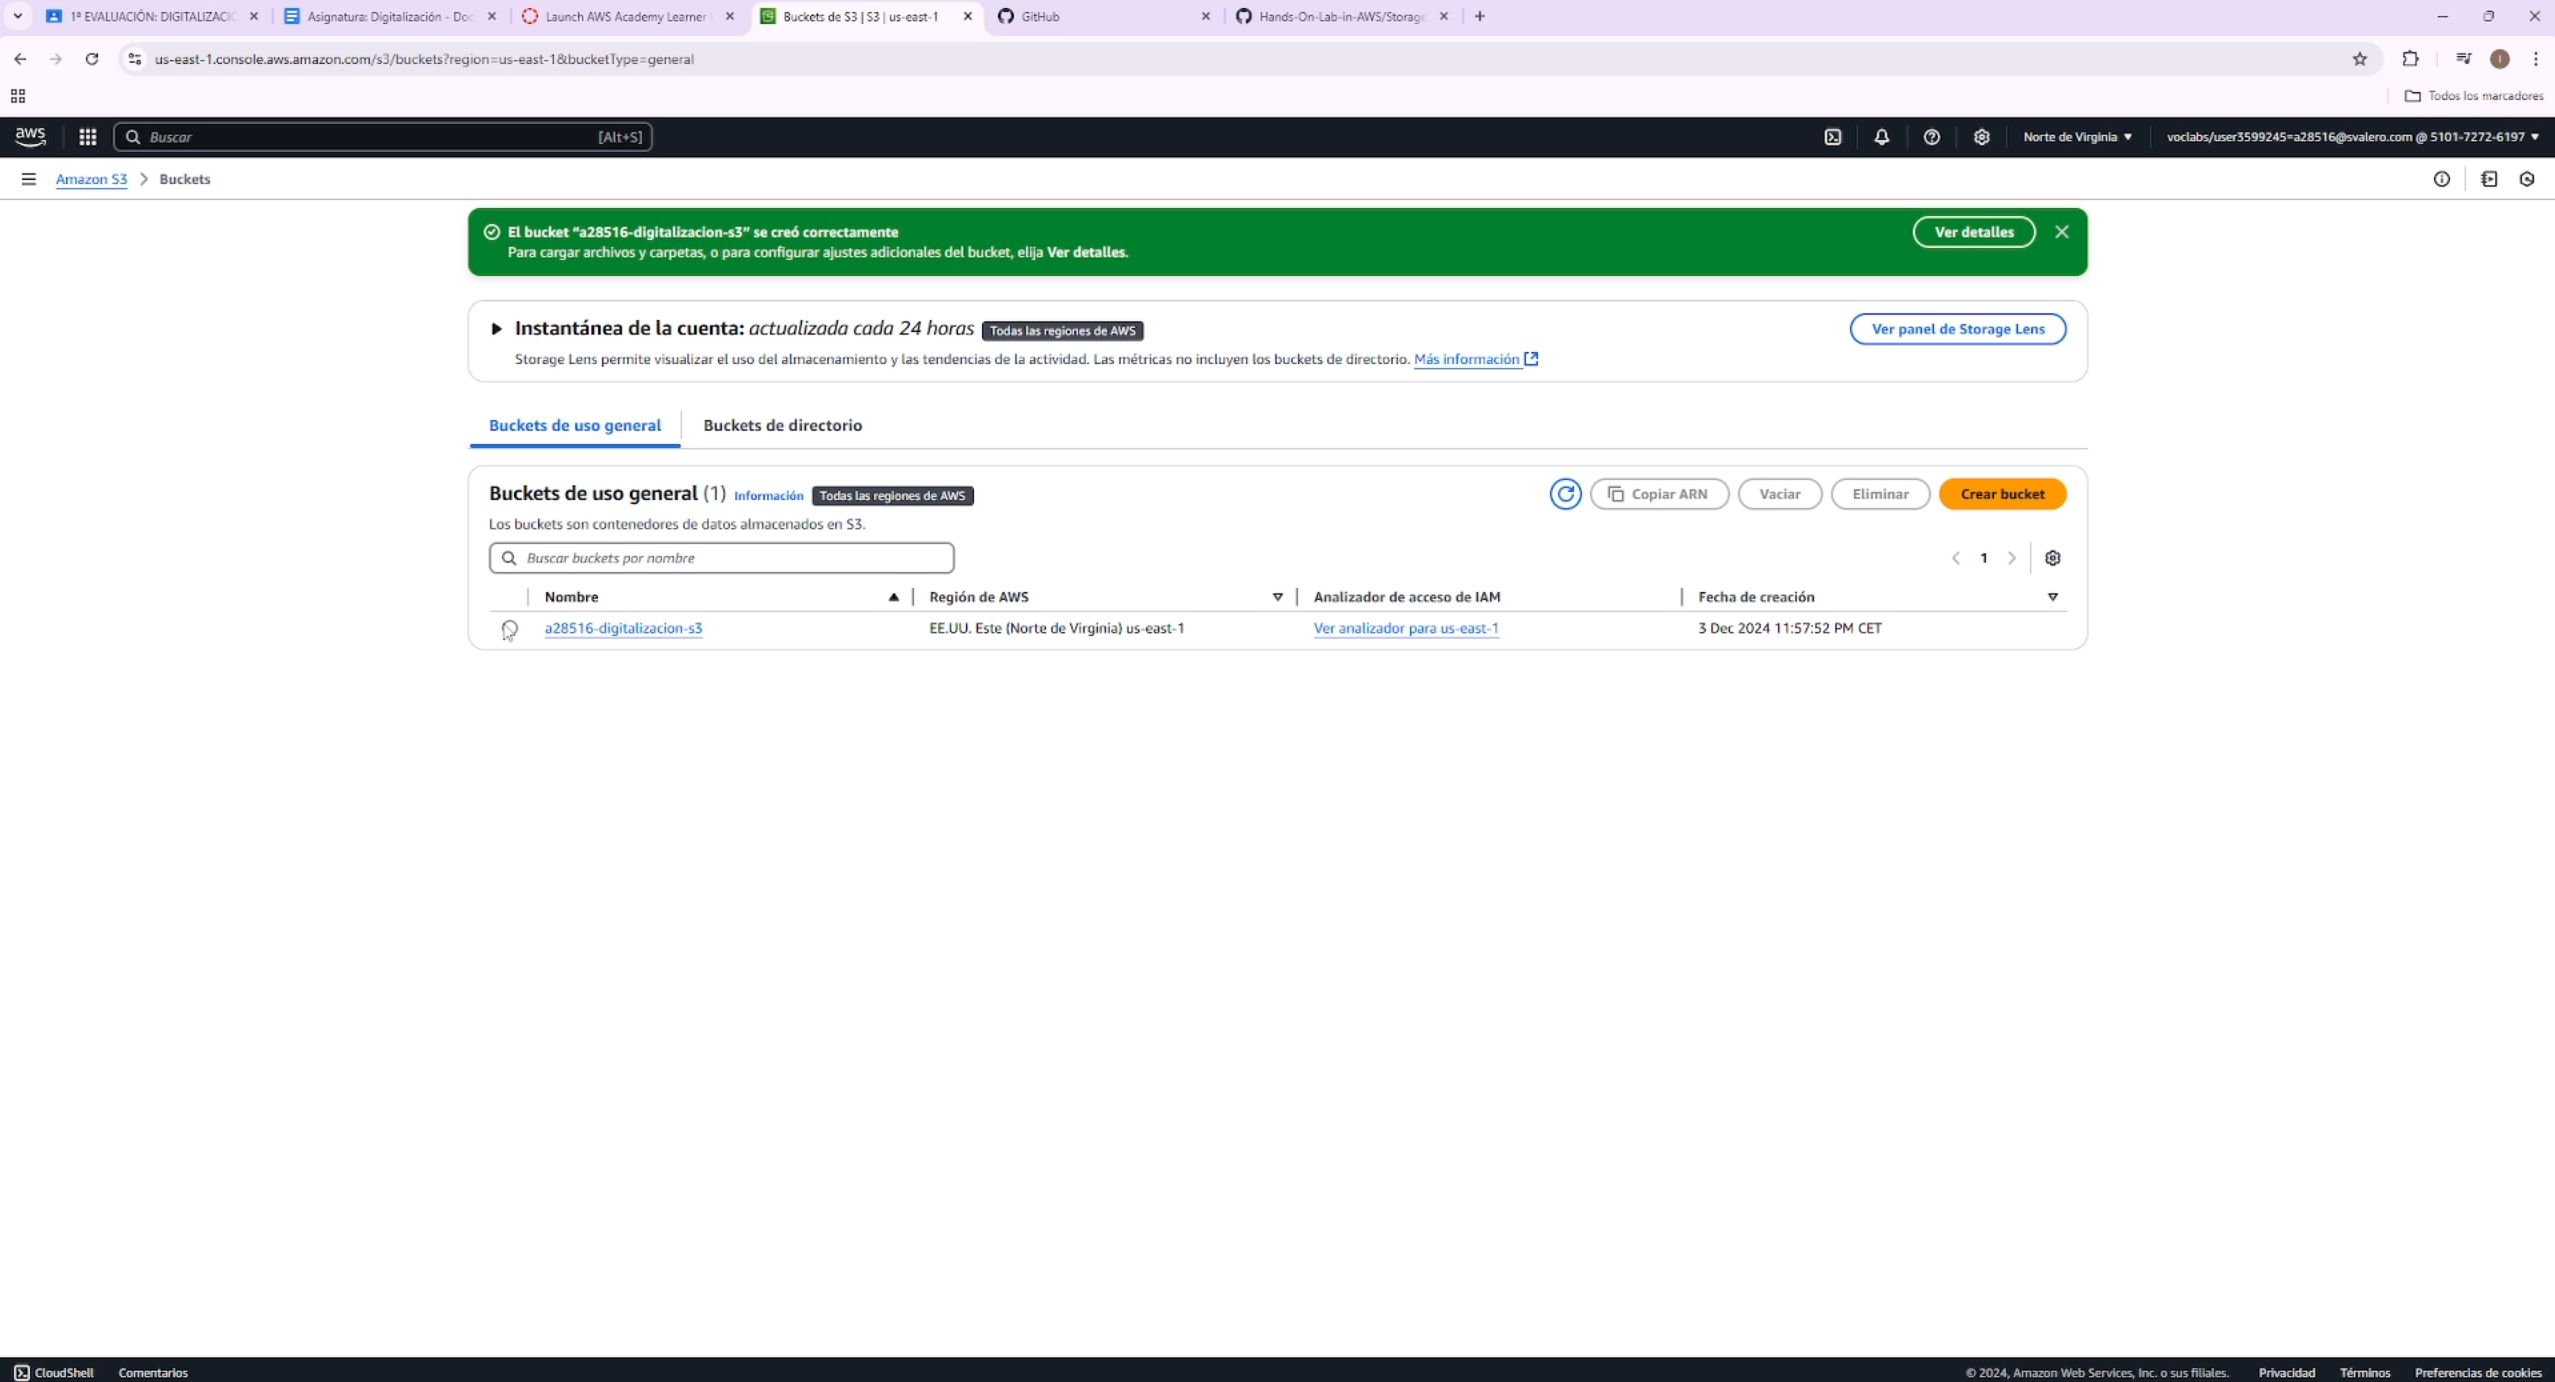 1ª EVALUACIÓN: DIGITALIZACIÓ
Asignatura: Digitalización - Doc
Launch AWS Academy Learner
Buckets de S3 | S3 | us-east-1
GitHub
Hands-On-Lab-in-AWS/Storage
us-east-1.console.aws.amazon.com/s3/buckets?region=us-east-1&bucketType=general
I
Todos los marcadores
aws
Buscar
[Alt+S]
Norte de Virginia
voclabs/user3599245=a28516@svalero.com @ 5101-7272-6197
Amazon S3
Buckets
El bucket “a28516-digitalizacion-s3” se creó correctamente
Para cargar archivos y carpetas, o para configurar ajustes adicionales del bucket, elija Ver detalles.
Ver detalles
Instantánea de la cuenta: actualizada cada 24 horas
Todas las regiones de AWS
Ver panel de Storage Lens
Storage Lens permite visualizar el uso del almacenamiento y las tendencias de la actividad. Las métricas no incluyen los buckets de directorio. Más información
Buckets de uso general
Buckets de directorio
Buckets de uso general (1)
Información
Todas las regiones de AWS
Copiar ARN
Vaciar
Eliminar
Crear bucket
Los buckets son contenedores de datos almacenados en S3.
Buscar buckets por nombre
1
Nombre
Región de AWS
Analizador de acceso de IAM
Fecha de creación
a28516-digitalizacion-s3
EE.UU. Este (Norte de Virginia) us-east-1
Ver analizador para us-east-1
3 Dec 2024 11:57:52 PM CET
CloudShell
Comentarios
© 2024, Amazon Web Services, Inc. o sus filiales.
Privacidad
Términos
Preferencias de cookies